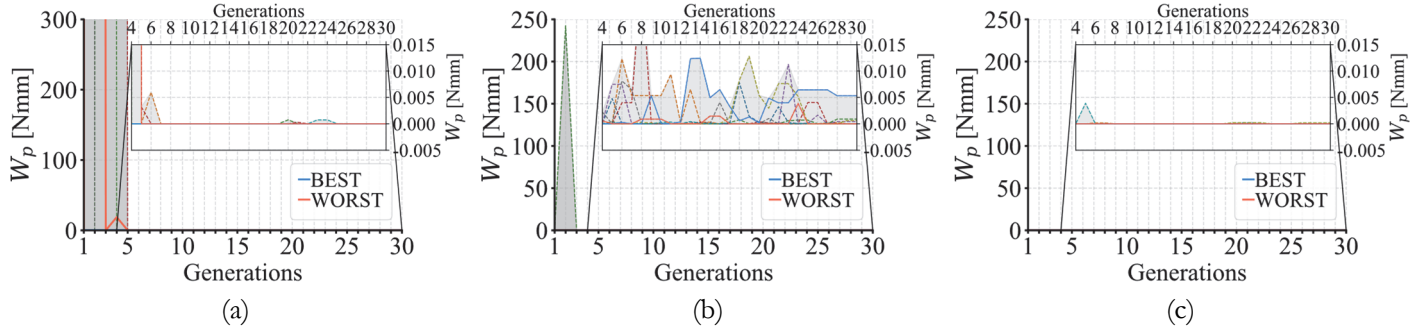 Generations
4 6 8 10 12 14 16 18 20 22 24 26 28 30
300
200
100
0
W_p [Nmm]
0.015
0.010
0.005
0.000
-0.005
W_p [Nmm]
BEST
WORST
1 5 10 15 20 25 30
Generations
(a)
Generations
4 6 8 10 12 14 16 18 20 22 24 26 28 30
250
200
150
100
50
0
W_p [Nmm]
0.015
0.010
0.005
0.000
-0.005
W_p [Nmm]
BEST
WORST
1 5 10 15 20 25 30
Generations
(b)
Generations
4 6 8 10 12 14 16 18 20 22 24 26 28 30
250
200
150
100
50
0
W_p [Nmm]
0.015
0.010
0.005
0.000
-0.005
W_p [Nmm]
BEST
WORST
1 5 10 15 20 25 30
Generations
(c)